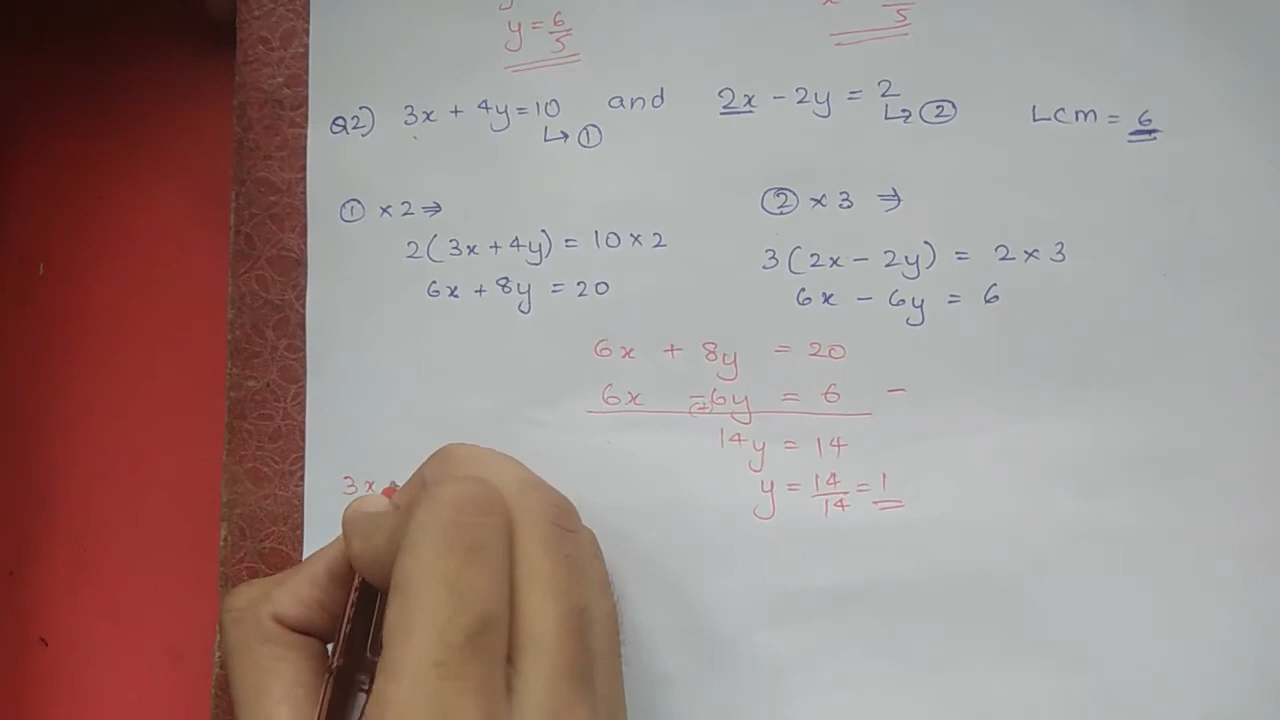 y = 6/5
5
Q2) 3x + 4y = 10 and 2x - 2y = 2 LCM = 6
↳ ① ↳ ②
① × 2 ⇒ ② × 3 ⇒
2(3x + 4y) = 10 × 2 3(2x - 2y) = 2 × 3
6x + 8y = 20 6x - 6y = 6
6x + 8y = 20
6x - 6y = 6 -
(+)
14y = 14
y = 14/14 = 1
3x